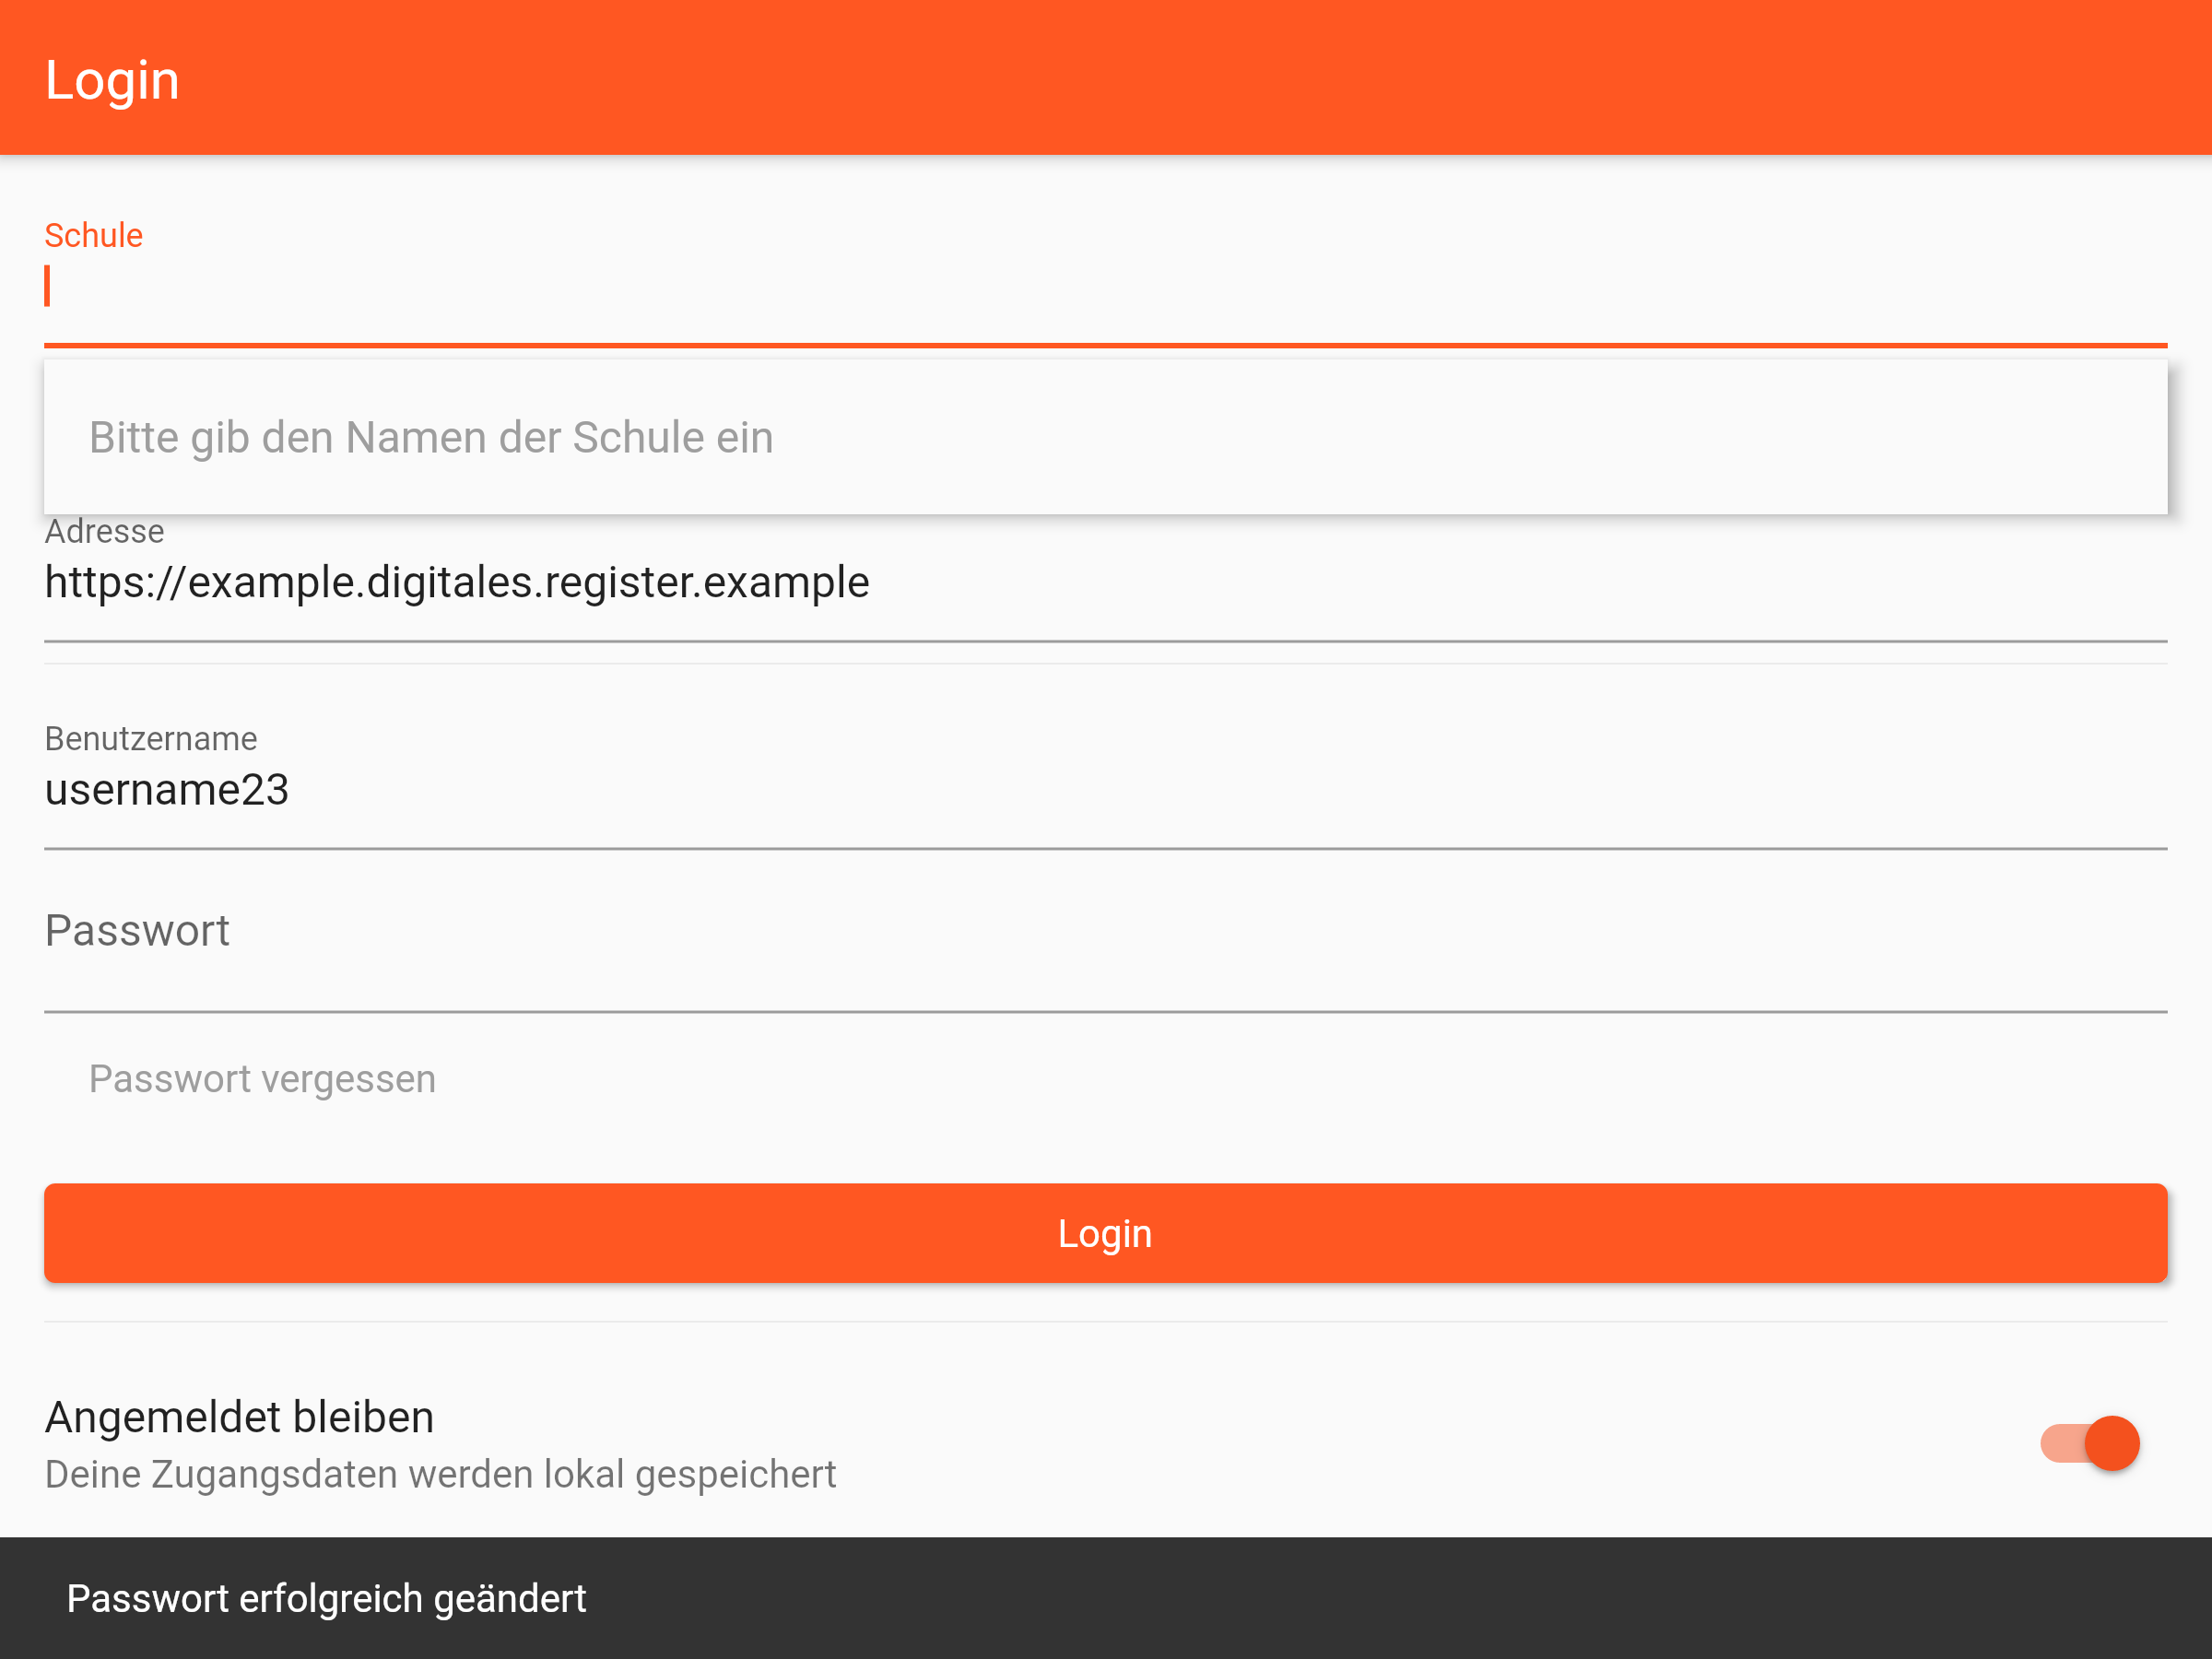 Login
Schule
Bitte gib den Namen der Schule ein
Adresse
https://example.digitales.register.example
Benutzername
username23
Passwort
Passwort vergessen
Login
Angemeldet bleiben
Deine Zugangsdaten werden lokal gespeichert
Passwort erfolgreich geändert